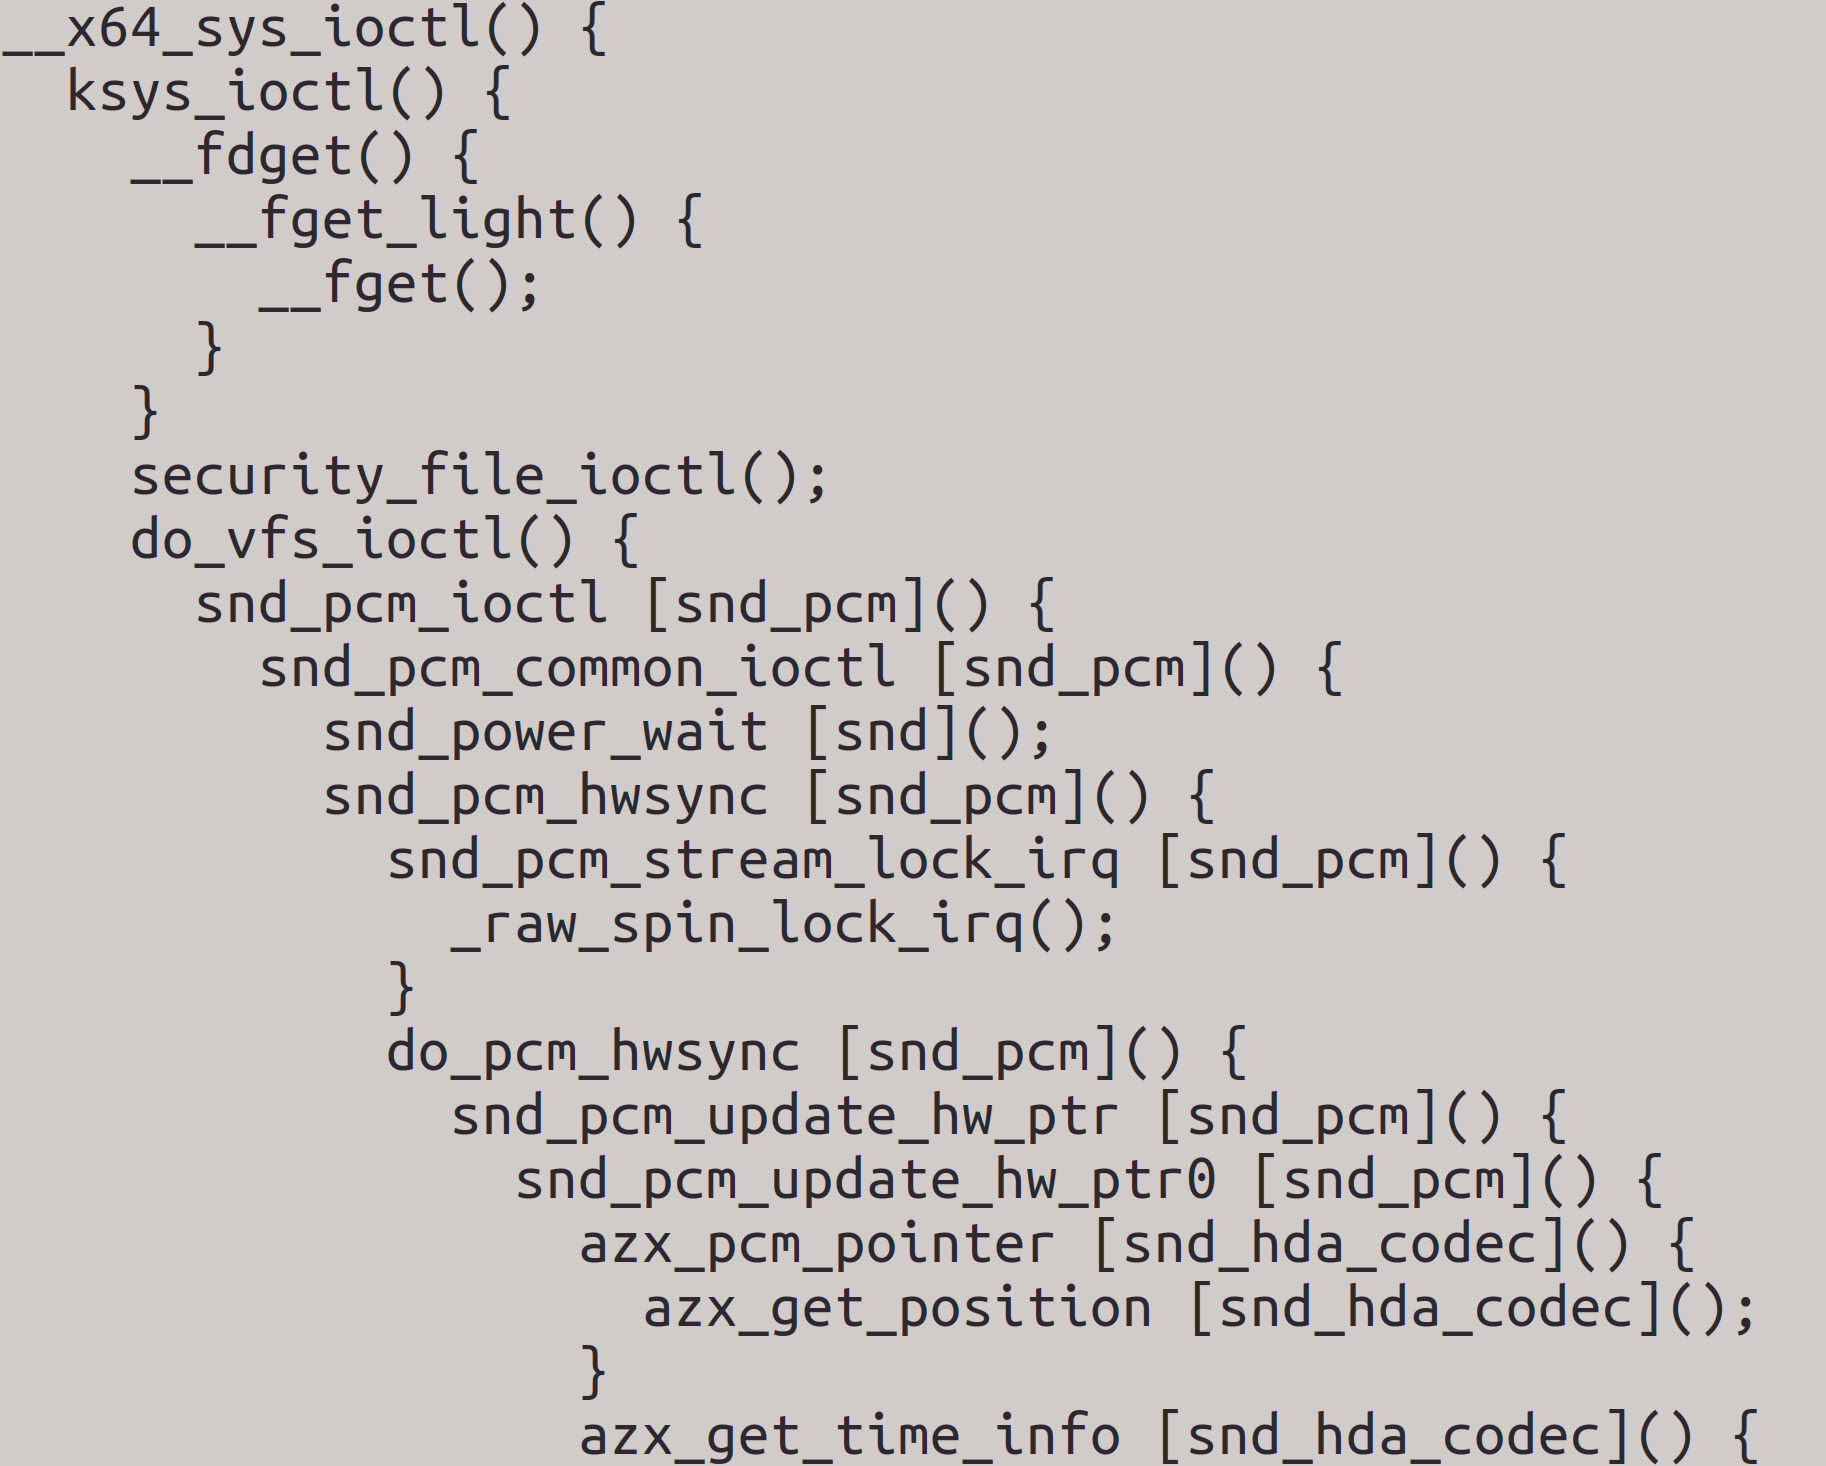 __x64_sys_ioctl() {
  ksys_ioctl() {
    __fdget() {
      __fget_light() {
        __fget();
      }
    }
    security_file_ioctl();
    do_vfs_ioctl() {
      snd_pcm_ioctl [snd_pcm]() {
        snd_pcm_common_ioctl [snd_pcm]() {
          snd_power_wait [snd]();
          snd_pcm_hwsync [snd_pcm]() {
            snd_pcm_stream_lock_irq [snd_pcm]() {
              _raw_spin_lock_irq();
            }
            do_pcm_hwsync [snd_pcm]() {
              snd_pcm_update_hw_ptr [snd_pcm]() {
                snd_pcm_update_hw_ptr0 [snd_pcm]() {
                  azx_pcm_pointer [snd_hda_codec]() {
                    azx_get_position [snd_hda_codec]();
                  }
                  azx_get_time_info [snd_hda_codec]() {